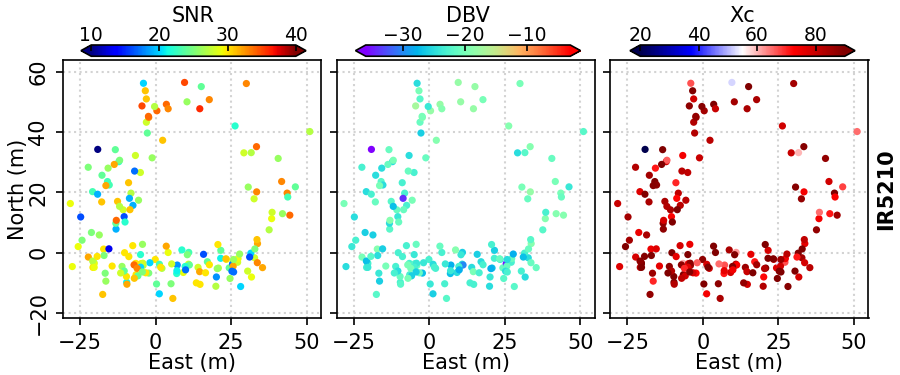 SNR DBV Xc
10 20 30 40 −30 −20 −10 20 40 60 80
60
40
20
0
−20
North (m)
IR5210
−25 0 25 50 −25 0 25 50 −25 0 25 50
East (m) East (m) East (m)